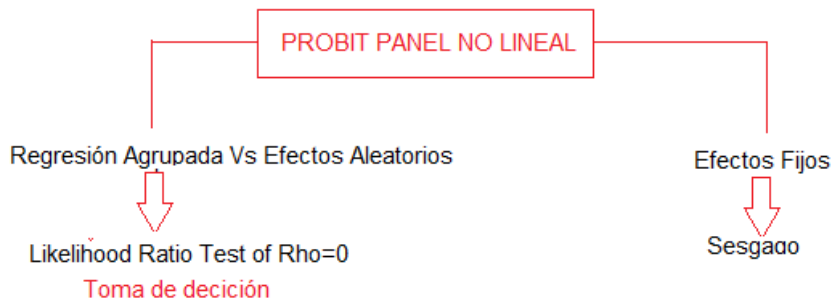 PROBIT PANEL NO LINEAL
Regresión Agrupada Vs Efectos Aleatorios
Efectos Fijos
Likelihood Ratio Test of Rho=0
Sesgado
Toma de decición